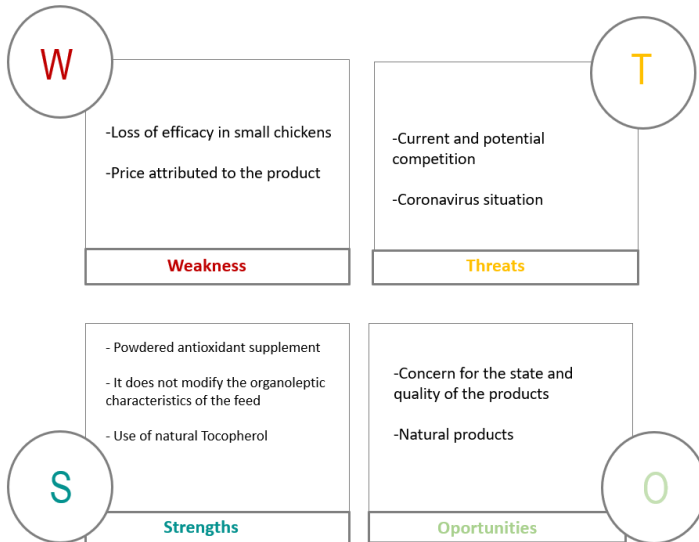 W
-Loss of efficacy in small chickens
-Price attributed to the product
Weakness
T
-Current and potential
competition
-Coronavirus situation
Threats
- Powdered antioxidant supplement
- It does not modify the organoleptic
characteristics of the feed
- Use of natural Tocopherol
S
Strengths
-Concern for the state and
quality of the products
-Natural products
O
Oportunities